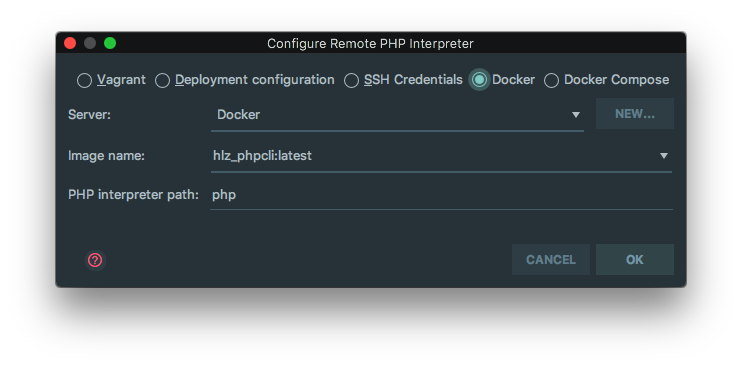 Configure Remote PHP Interpreter
Vagrant Deployment configuration SSH Credentials Docker Docker Compose
Server: Docker NEW...
Image name: hlz_phpcli:latest
PHP interpreter path: php
? CANCEL OK